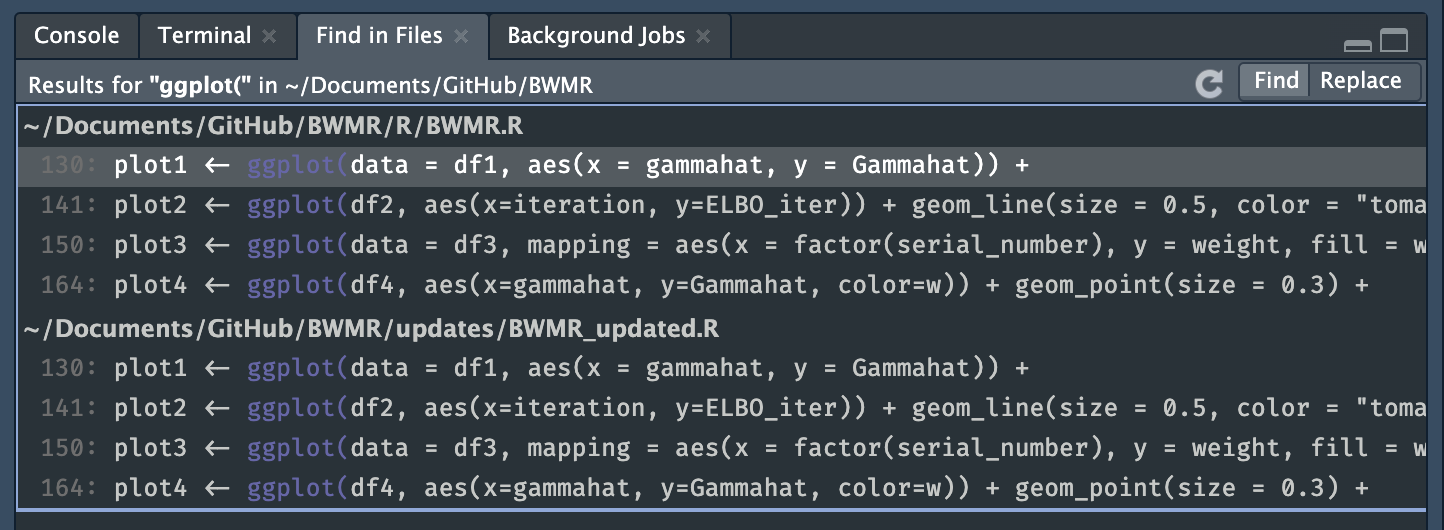 Console Terminal × Find in Files × Background Jobs ×
Results for "ggplot(" in ~/Documents/GitHub/BWMR Find Replace
~/Documents/GitHub/BWMR/R/BWMR.R
130: plot1 <- ggplot(data = df1, aes(x = gammahat, y = Gammahat)) +
141: plot2 <- ggplot(df2, aes(x=iteration, y=ELBO_iter)) + geom_line(size = 0.5, color = "toma
150: plot3 <- ggplot(data = df3, mapping = aes(x = factor(serial_number), y = weight, fill = w
164: plot4 <- ggplot(df4, aes(x=gammahat, y=Gammahat, color=w)) + geom_point(size = 0.3) +
~/Documents/GitHub/BWMR/updates/BWMR_updated.R
130: plot1 <- ggplot(data = df1, aes(x = gammahat, y = Gammahat)) +
141: plot2 <- ggplot(df2, aes(x=iteration, y=ELBO_iter)) + geom_line(size = 0.5, color = "toma
150: plot3 <- ggplot(data = df3, mapping = aes(x = factor(serial_number), y = weight, fill = w
164: plot4 <- ggplot(df4, aes(x=gammahat, y=Gammahat, color=w)) + geom_point(size = 0.3) +